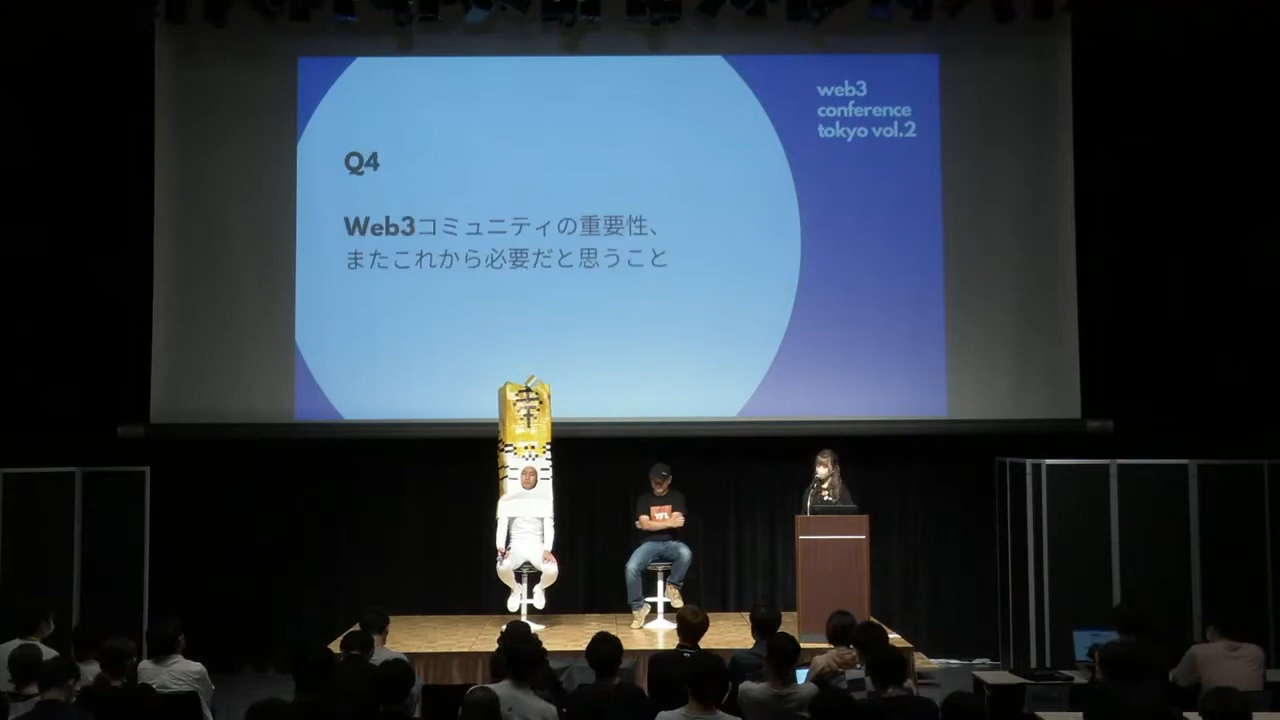 web3
conference
tokyo vol.2
Q4
Web3コミュニティの重要性、
またこれから必要だと思うこと